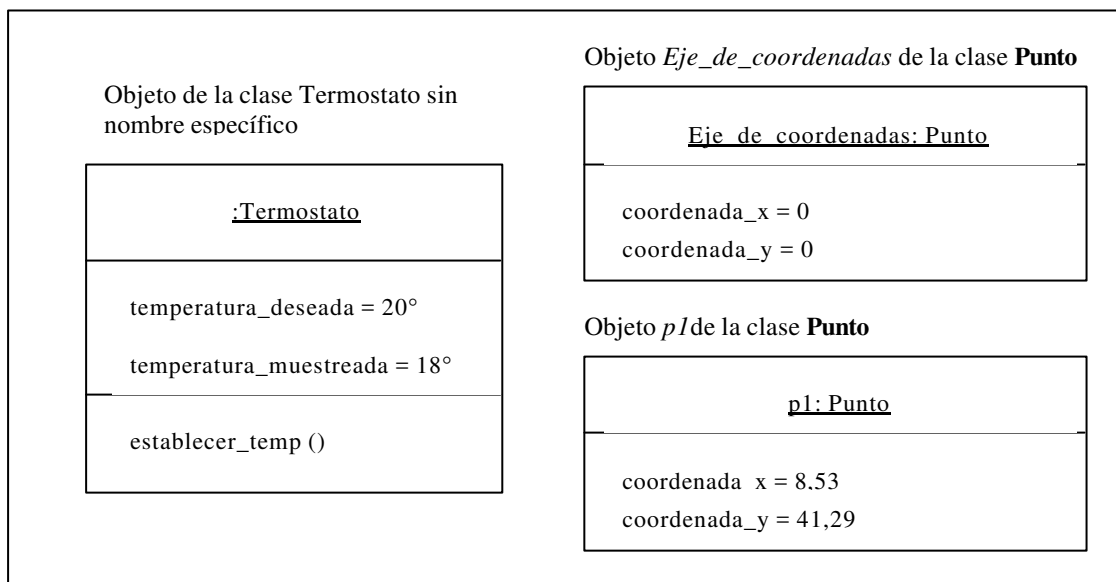 Objeto de la clase Termostato sin
nombre específico
:Termostato
temperatura_deseada = 20°
temperatura_muestreada = 18°
establecer_temp ()
Objeto Eje_de_coordenadas de la clase Punto
Eje_de_coordenadas: Punto
coordenada_x = 0
coordenada_y = 0
Objeto p1de la clase Punto
p1: Punto
coordenada_x = 8,53
coordenada_y = 41,29